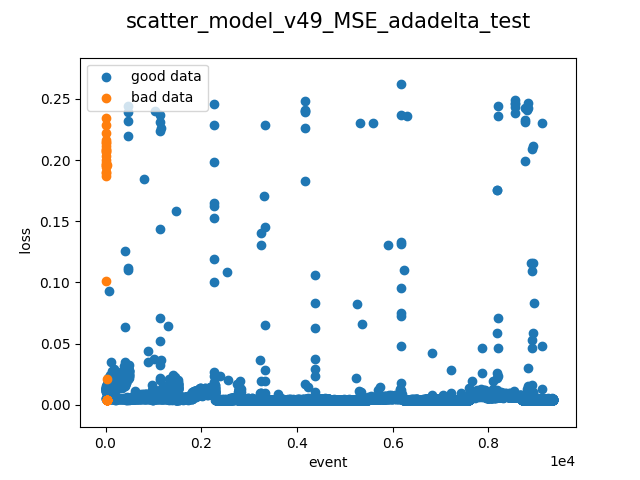 scatter_model_v49_MSE_adadelta_test
good data
bad data
0.25
0.20
0.15
0.10
0.05
0.00
loss
0.0
0.2
0.4
0.6
0.8
1e4
event